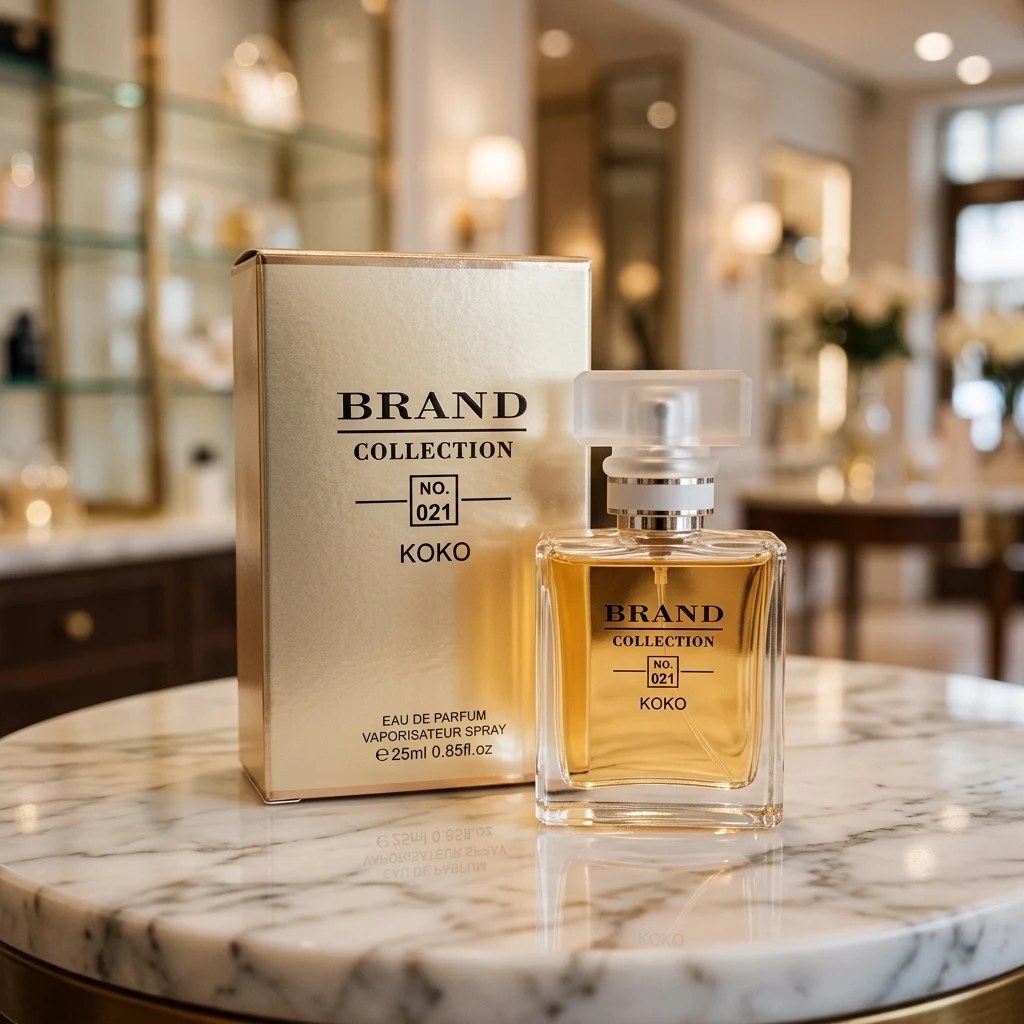 BRAND
COLLECTION
NO.
021
KOKO
EAU DE PARFUM
VAPORISATEUR SPRAY
℮ 25ml 0.85fl.oz
BRAND
COLLECTION
NO.
021
KOKO